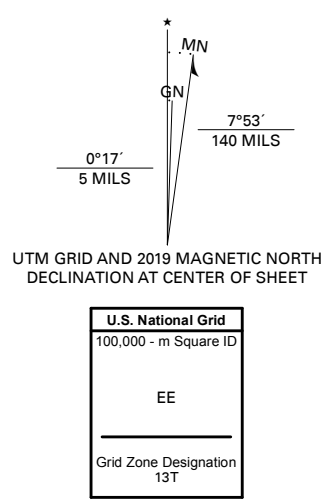 ★
MN
GN
7°53´
140 MILS
0°17´
5 MILS
UTM GRID AND 2019 MAGNETIC NORTH
DECLINATION AT CENTER OF SHEET
U.S. National Grid
100,000 - m Square ID
EE
Grid Zone Designation
13T